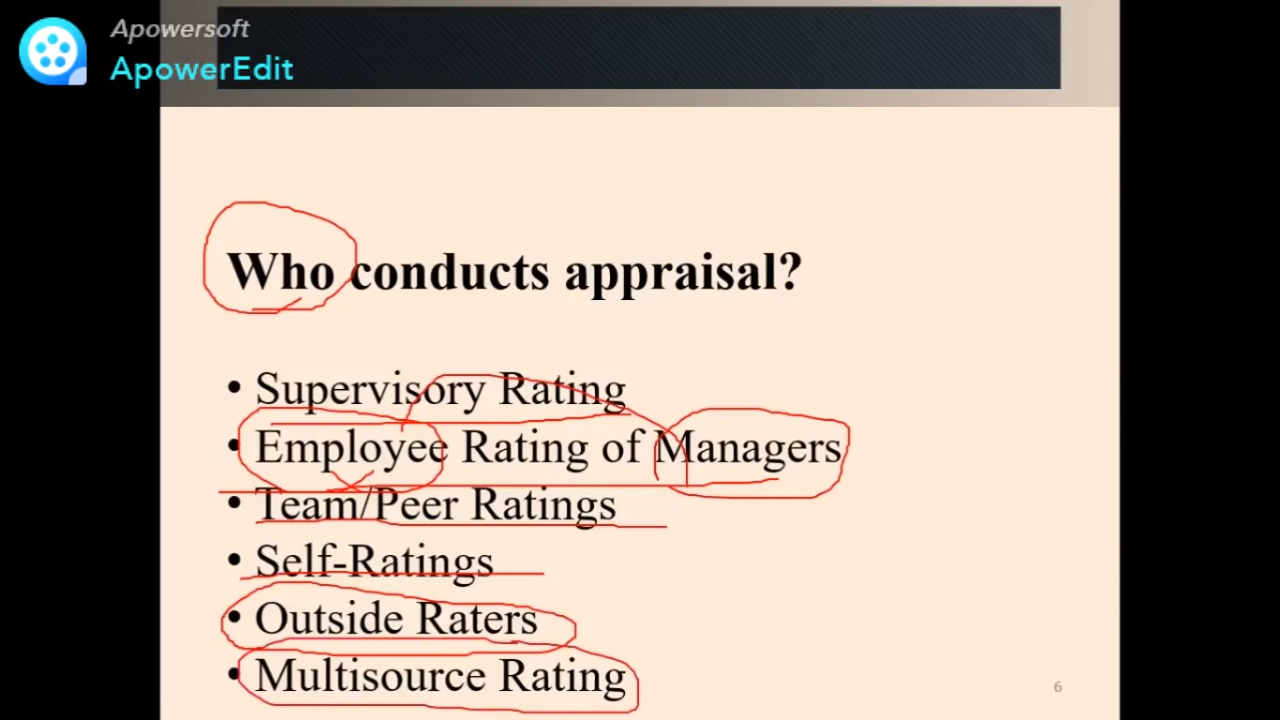 Apowersoft
ApowerEdit
Who conducts appraisal?
• Supervisory Rating
• Employee Rating of Managers
• Team/Peer Ratings
• Self-Ratings
• Outside Raters
• Multisource Rating
6